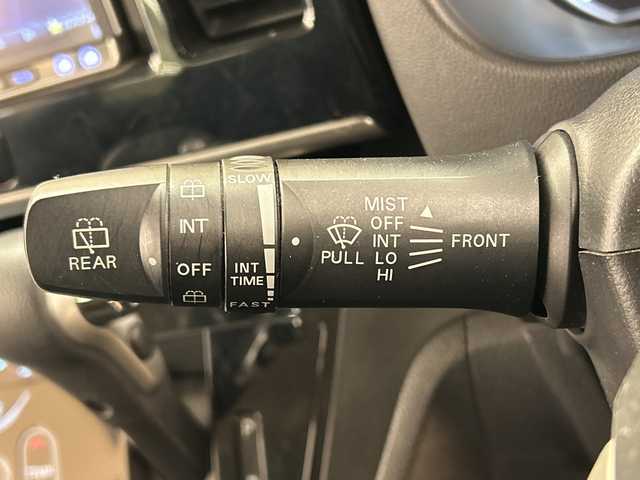 REAR
INT
OFF
SLOW
INT
TIME
FAST
PULL
MIST
OFF
INT
LO
HI
FRONT